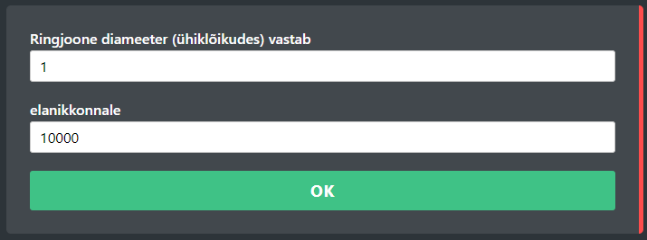 Ringjoone diameeter (ühiklõikudes) vastab
1
elanikkonnale
10000
OK